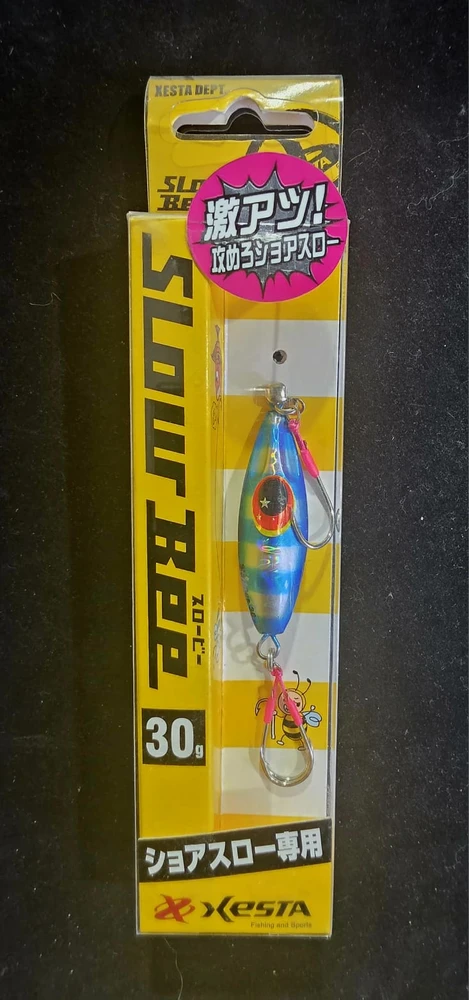 XESTA DEPT.
SLow
Bee
激アツ!
攻めろショアスロー
SLow Bee
スロービー
30g
ショアスロー専用
XESTA
Fishing and Sports